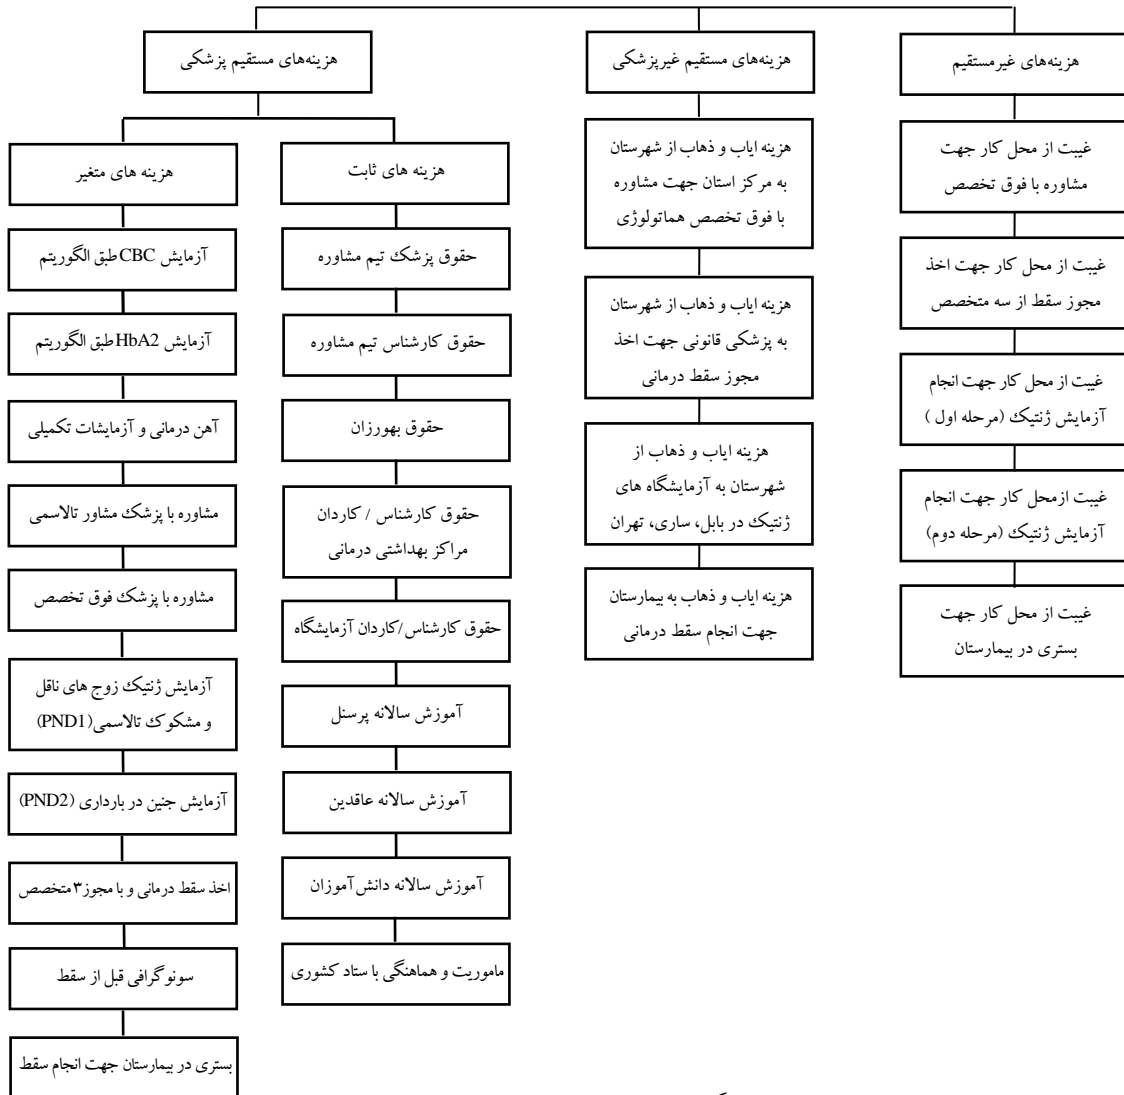 هزینه‌های غیرمستقیم
غیبت از محل کار جهت
مشاوره با فوق تخصص
غیبت از محل کار جهت اخذ
مجوز سقط از سه متخصص
غیبت از محل کار جهت انجام
آزمایش ژنتیک (مرحله اول )
غیبت ازمحل کار جهت انجام
آزمایش ژنتیک (مرحله دوم)
غیبت از محل کار جهت
بستری در بیمارستان
هزینه‌های مستقیم غیرپزشکی
هزینه ایاب و ذهاب از شهرستان
به مرکز استان جهت مشاوره
با فوق تخصص هماتولوژی
هزینه ایاب و ذهاب از شهرستان
به پزشکی قانونی جهت اخذ
مجوز سقط درمانی
هزینه ایاب و ذهاب از
شهرستان به آزمایشگاه های
ژنتیک در بابل، ساری، تهران
هزینه ایاب و ذهاب به بیمارستان
جهت انجام سقط درمانی
هزینه‌های مستقیم پزشکی
هزینه های ثابت
حقوق پزشک تیم مشاوره
حقوق کارشناس تیم مشاوره
حقوق بهورزان
حقوق کارشناس / کاردان
مراکز بهداشتی درمانی
حقوق کارشناس/کاردان آزمایشگاه
آموزش سالانه پرسنل
آموزش سالانه عاقدین
آموزش سالانه دانش آموزان
ماموریت و هماهنگی با ستاد کشوری
هزینه های متغیر
آزمایش CBC طبق الگوریتم
آزمایش HbA2 طبق الگوریتم
آهن درمانی و آزمایشات تکمیلی
مشاوره با پزشک مشاور تالاسمی
مشاوره با پزشک فوق تخصص
آزمایش ژنتیک زوج های ناقل
و مشکوک تالاسمی(PND1)
آزمایش جنین در بارداری (PND2)
اخذ سقط درمانی و با مجوز ۳ متخصص
سونوگرافی قبل از سقط
بستری در بیمارستان جهت انجام سقط